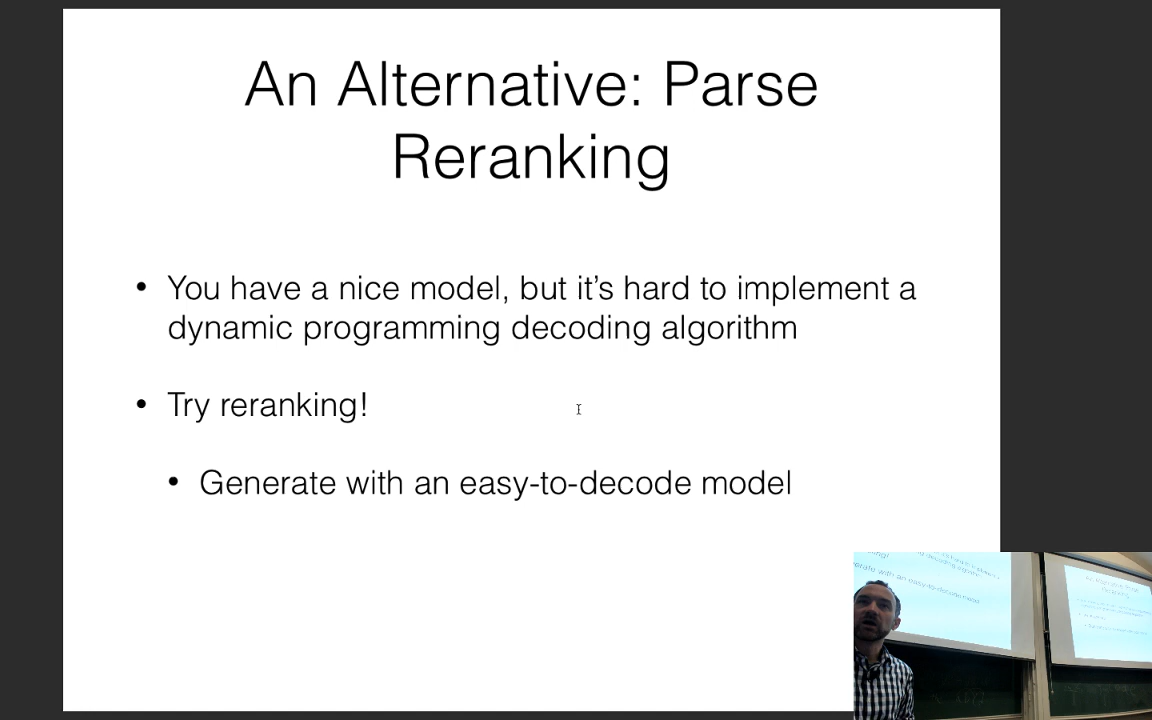 An Alternative: Parse
Reranking
• You have a nice model, but it's hard to implement a
dynamic programming decoding algorithm
• Try reranking!
• Generate with an easy-to-decode model